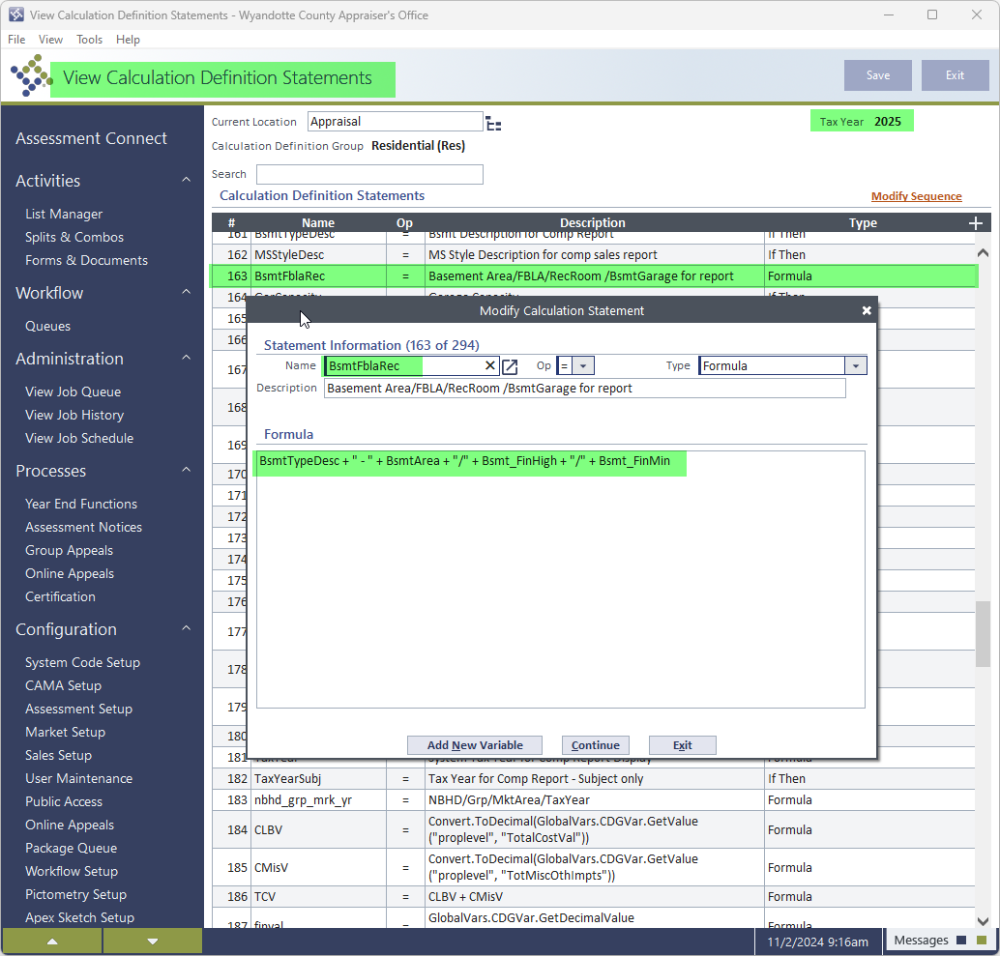 View Calculation Definition Statements - Wyandotte County Appraiser's Office
File View Tools Help
View Calculation Definition Statements
Save Exit
Assessment Connect
Activities
List Manager
Splits & Combos
Forms & Documents
Workflow
Queues
Administration
View Job Queue
View Job History
View Job Schedule
Processes
Year End Functions
Assessment Notices
Group Appeals
Online Appeals
Certification
Configuration
System Code Setup
CAMA Setup
Assessment Setup
Market Setup
Sales Setup
User Maintenance
Public Access
Online Appeals
Package Queue
Workflow Setup
Pictometry Setup
Apex Sketch Setup
Current Location Appraisal
Tax Year 2025
Calculation Definition Group Residential (Res)
Search
Calculation Definition Statements
Modify Sequence
# Name Op Description Type
161 BsmtTypeDesc = Bsmt Description for Comp Report If Then
162 MSStyleDesc = MS Style Description for comp sales report If Then
163 BsmtFblaRec = Basement Area/FBLA/RecRoom /BsmtGarage for report Formula
164 GarCapacity = Garage Capacity If Then
165
166
167
168
169
170
171
172
173
174
175
176
177
178
179
180
Modify Calculation Statement
Statement Information (163 of 294)
Name BsmtFblaRec Op = Type Formula
Description Basement Area/FBLA/RecRoom /BsmtGarage for report
Formula
BsmtTypeDesc + " - " + BsmtArea + "/" + Bsmt_FinHigh + "/" + Bsmt_FinMin
Add New Variable Continue Exit
181 TaxYear = System Tax Year for Comp Report Display Formula
182 TaxYearSubj = Tax Year for Comp Report - Subject only If Then
183 nbhd_grp_mrk_yr = NBHD/Grp/MktArea/TaxYear Formula
184 CLBV = Convert.ToDecimal(GlobalVars.CDGVar.GetValue
("proplevel", "TotalCostVal")) Formula
185 CMisV = Convert.ToDecimal(GlobalVars.CDGVar.GetValue
("proplevel", "TotMiscOthImpts")) Formula
186 TCV = CLBV + CMisV Formula
187 finval = GlobalVars.CDGVar.GetDecimalValue Formula
11/2/2024 9:16am Messages